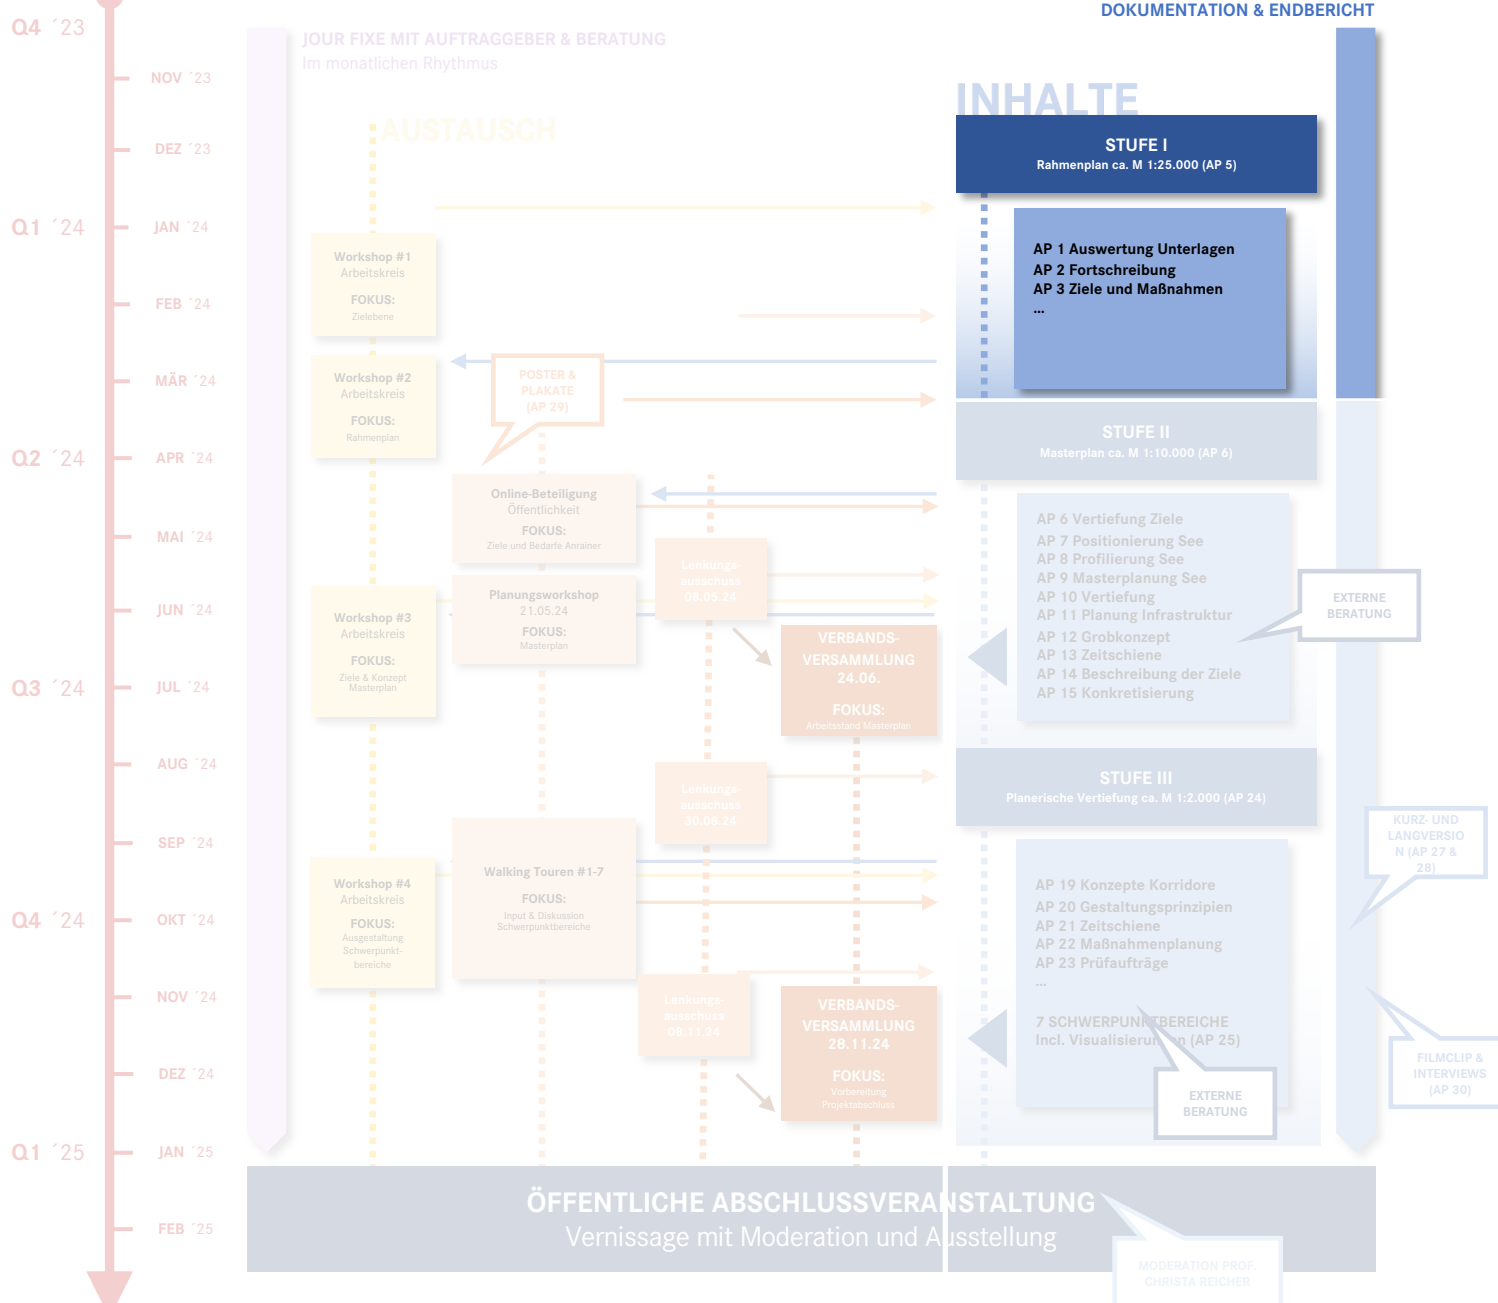 DOKUMENTATION & ENDBERICHT
Q4 ´23
JOUR FIXE MIT AUFTRAGGEBER & BERATUNG
Im monatlichen Rhythmus
NOV ´23
INHALTE
AUSTAUSCH
DEZ ´23
STUFE I
Rahmenplan ca. M 1:25.000 (AP 5)
Q1 ´24
JAN ´24
AP 1 Auswertung Unterlagen
AP 2 Fortschreibung
AP 3 Ziele und Maßnahmen
...
Workshop #1
Arbeitskreis
FOKUS:
Zielebene
FEB ´24
MÄR ´24
Workshop #2
Arbeitskreis
FOKUS:
Rahmenplan
POSTER &
PLAKATE
(AP 29)
STUFE II
Masterplan ca. M 1:10.000 (AP 6)
Q2 ´24
APR ´24
Online-Beteiligung
Öffentlichkeit
FOKUS:
Ziele und Bedarfe Anrainer
MAI ´24
AP 6 Vertiefung Ziele
AP 7 Positionierung See
AP 8 Profilierung See
AP 9 Masterplanung See
AP 10 Vertiefung
AP 11 Planung Infrastruktur
AP 12 Grobkonzept
AP 13 Zeitschiene
AP 14 Beschreibung der Ziele
AP 15 Konkretisierung
EXTERNE
BERATUNG
Lenkungs-
ausschuss
08.05.24
Planungsworkshop
21.05.24
FOKUS:
Masterplan
JUN ´24
Workshop #3
Arbeitskreis
FOKUS:
Ziele & Konzept
Masterplan
VERBANDS-
VERSAMMLUNG
24.06.
FOKUS:
Arbeitsstand Masterplan
Q3 ´24
JUL ´24
AUG ´24
Lenkungs-
ausschuss
30.08.24
STUFE III
Planerische Vertiefung ca. M 1:2.000 (AP 24)
SEP ´24
KURZ- UND
LANGVERSIO
N (AP 27 &
28)
Walking Touren #1-7
FOKUS:
Input & Diskussion
Schwerpunktbereiche
Workshop #4
Arbeitskreis
FOKUS:
Ausgestaltung
Schwerpunkt-
bereiche
AP 19 Konzepte Korridore
AP 20 Gestaltungsprinzipien
AP 21 Zeitschiene
AP 22 Maßnahmenplanung
AP 23 Prüfaufträge
...
7 SCHWERPUNKTBEREICHE
Incl. Visualisierungen (AP 25)
Q4 ´24
OKT ´24
NOV ´24
Lenkungs-
ausschuss
08.11.24
VERBANDS-
VERSAMMLUNG
28.11.24
FOKUS:
Vorbereitung
Projektabschluss
FILMCLIP &
INTERVIEWS
(AP 30)
DEZ ´24
EXTERNE
BERATUNG
Q1 ´25
JAN ´25
ÖFFENTLICHE ABSCHLUSSVERANSTALTUNG
Vernissage mit Moderation und Ausstellung
FEB ´25
MODERATION PROF.
CHRISTA REICHER